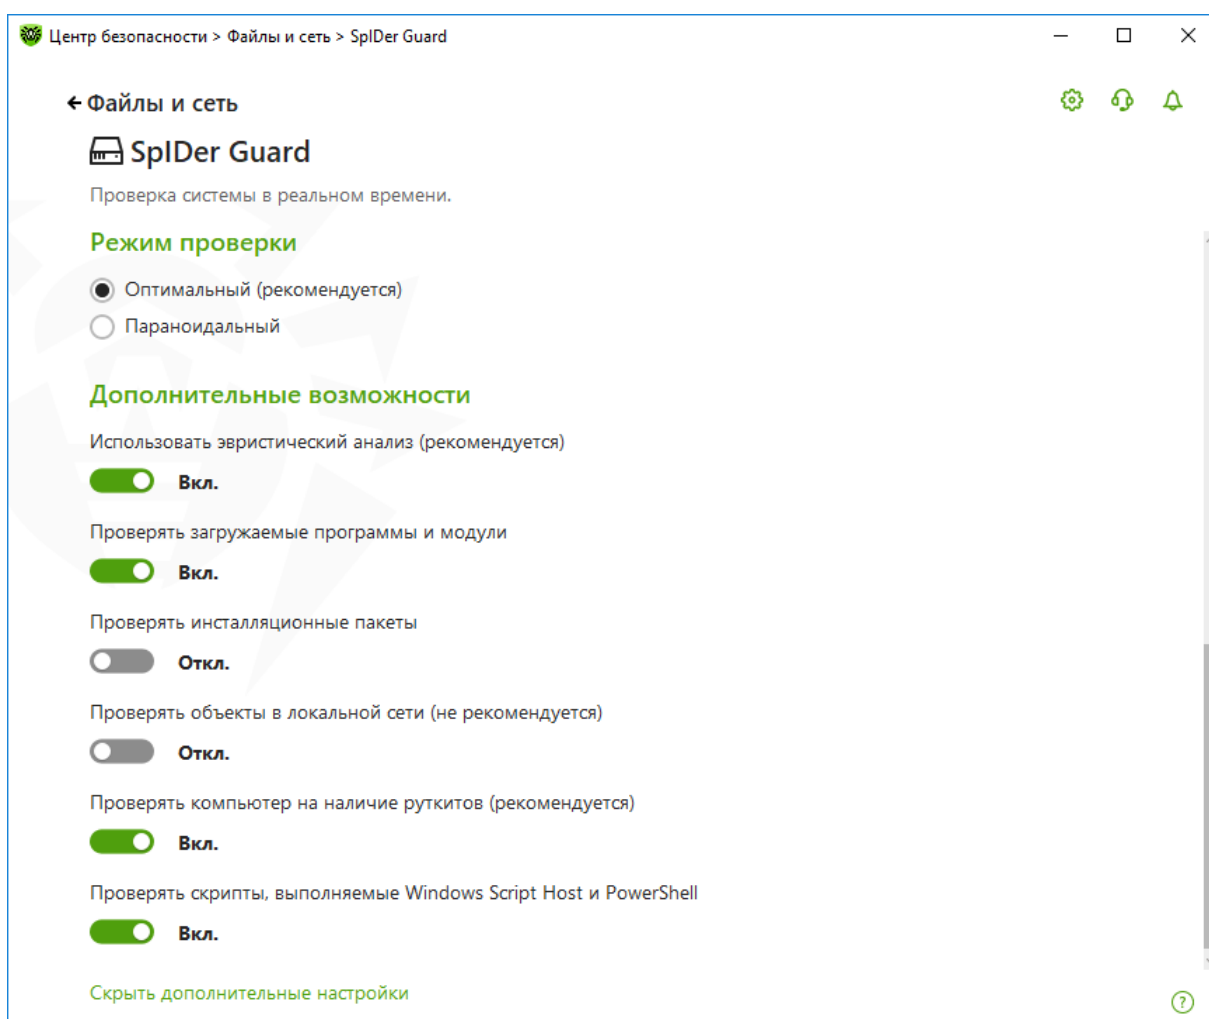 Центр безопасности > Файлы и сеть > SpIDer Guard
Файлы и сеть
SpIDer Guard
Проверка системы в реальном времени.
Режим проверки
Оптимальный (рекомендуется)
Параноидальный
Дополнительные возможности
Использовать эвристический анализ (рекомендуется)
Вкл.
Проверять загружаемые программы и модули
Вкл.
Проверять инсталляционные пакеты
Откл.
Проверять объекты в локальной сети (не рекомендуется)
Откл.
Проверять компьютер на наличие руткитов (рекомендуется)
Вкл.
Проверять скрипты, выполняемые Windows Script Host и PowerShell
Вкл.
Скрыть дополнительные настройки
?